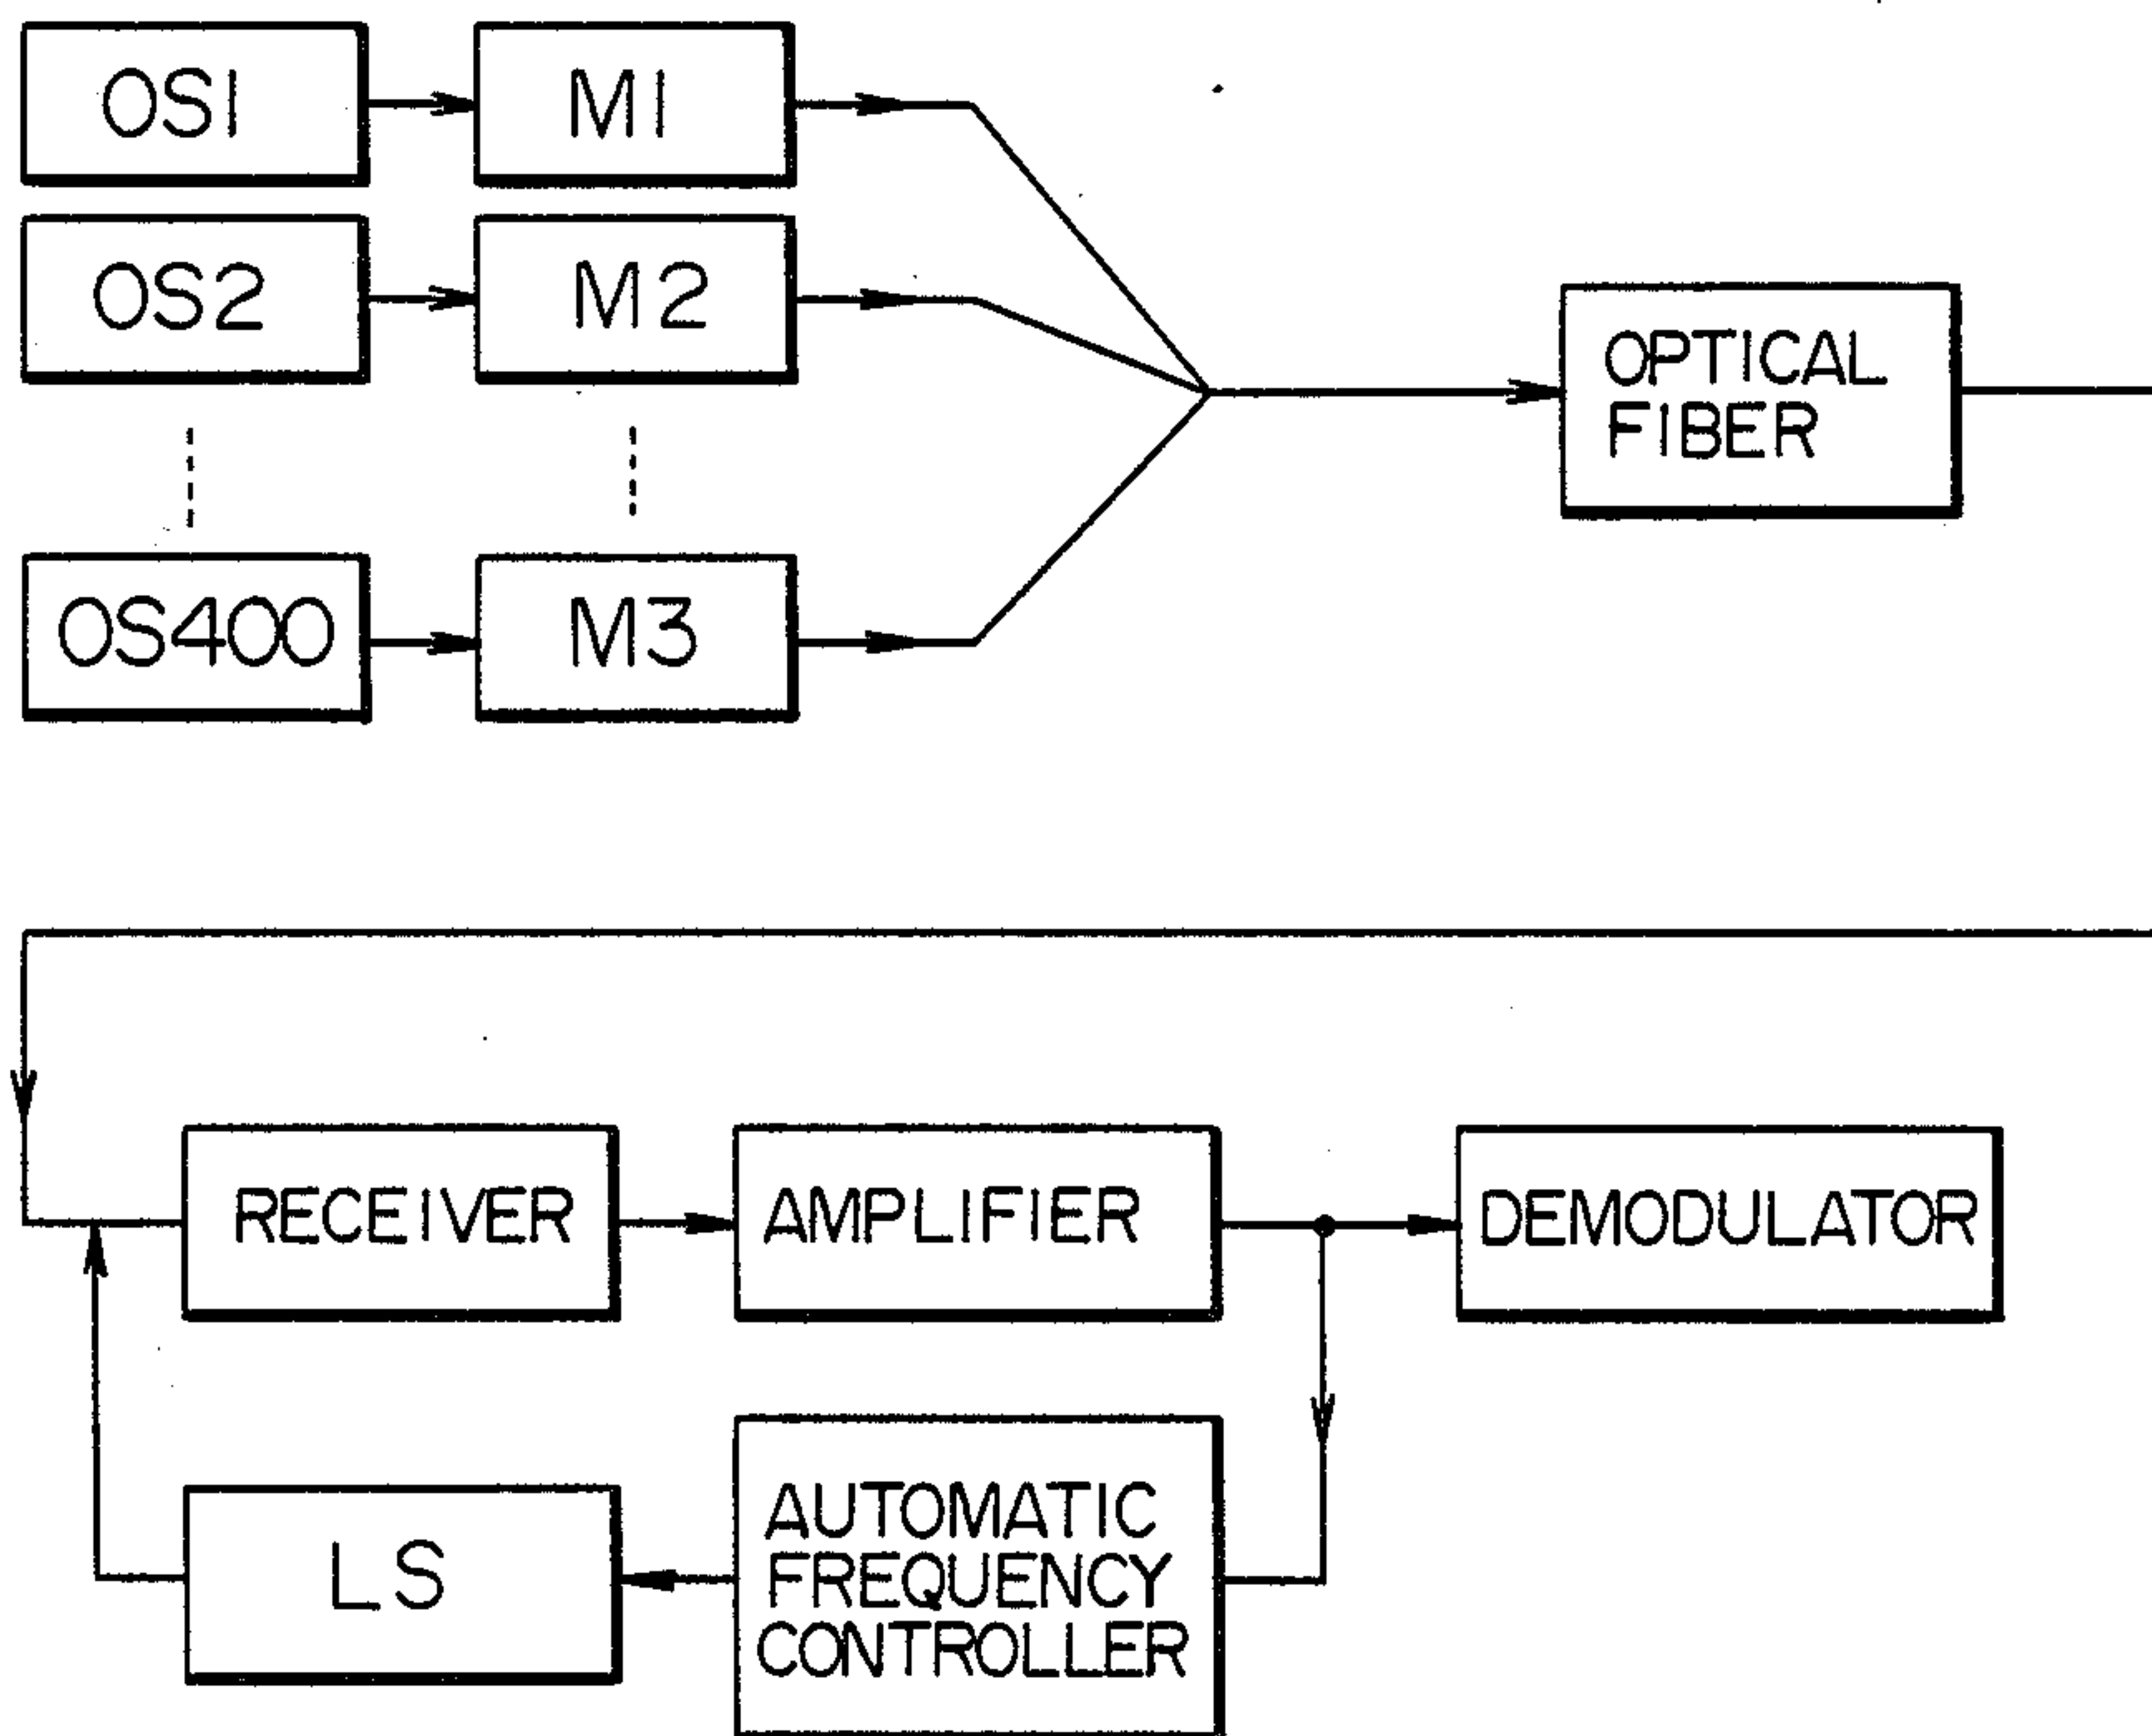 OS1
M1
OS2
M2
OPTICAL
FIBER
OS400
M3
RECEIVER
AMPLIFIER
DEMODULATOR
LS
AUTOMATIC
FREQUENCY
CONTROLLER